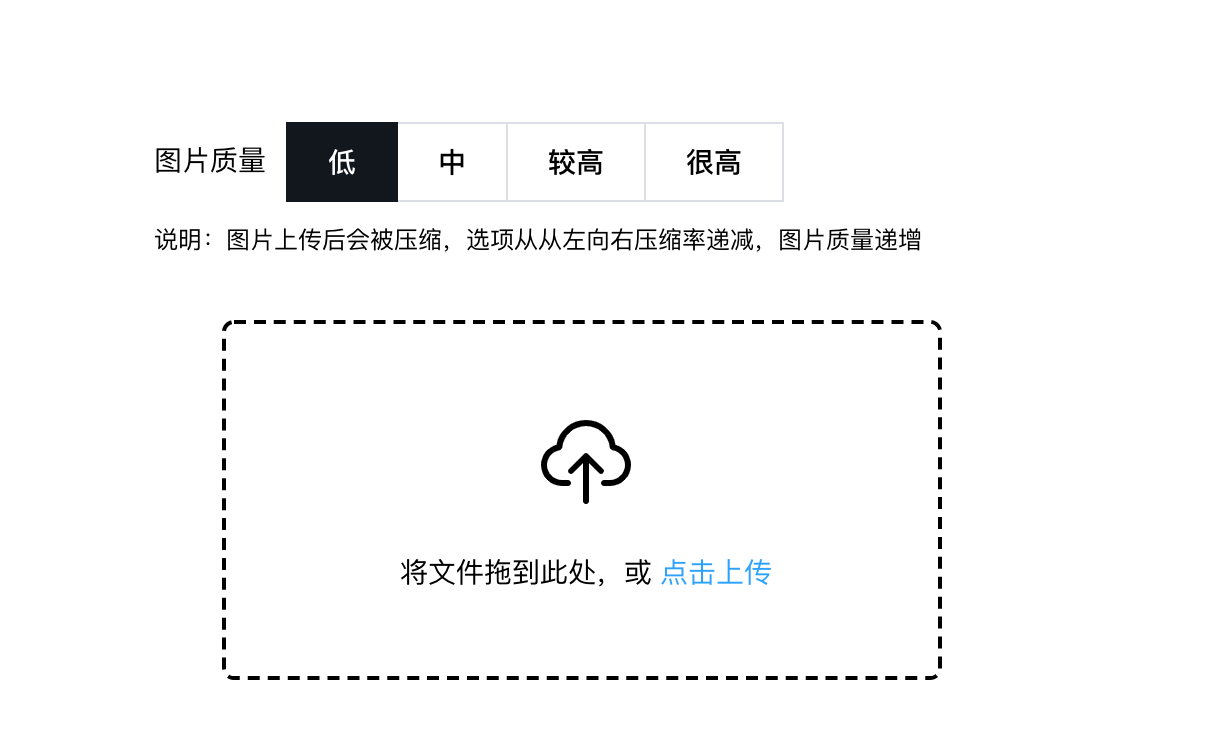 图片质量 低 中 较高 很高
说明：图片上传后会被压缩，选项从从左向右压缩率递减，图片质量递增
将文件拖到此处，或 点击上传